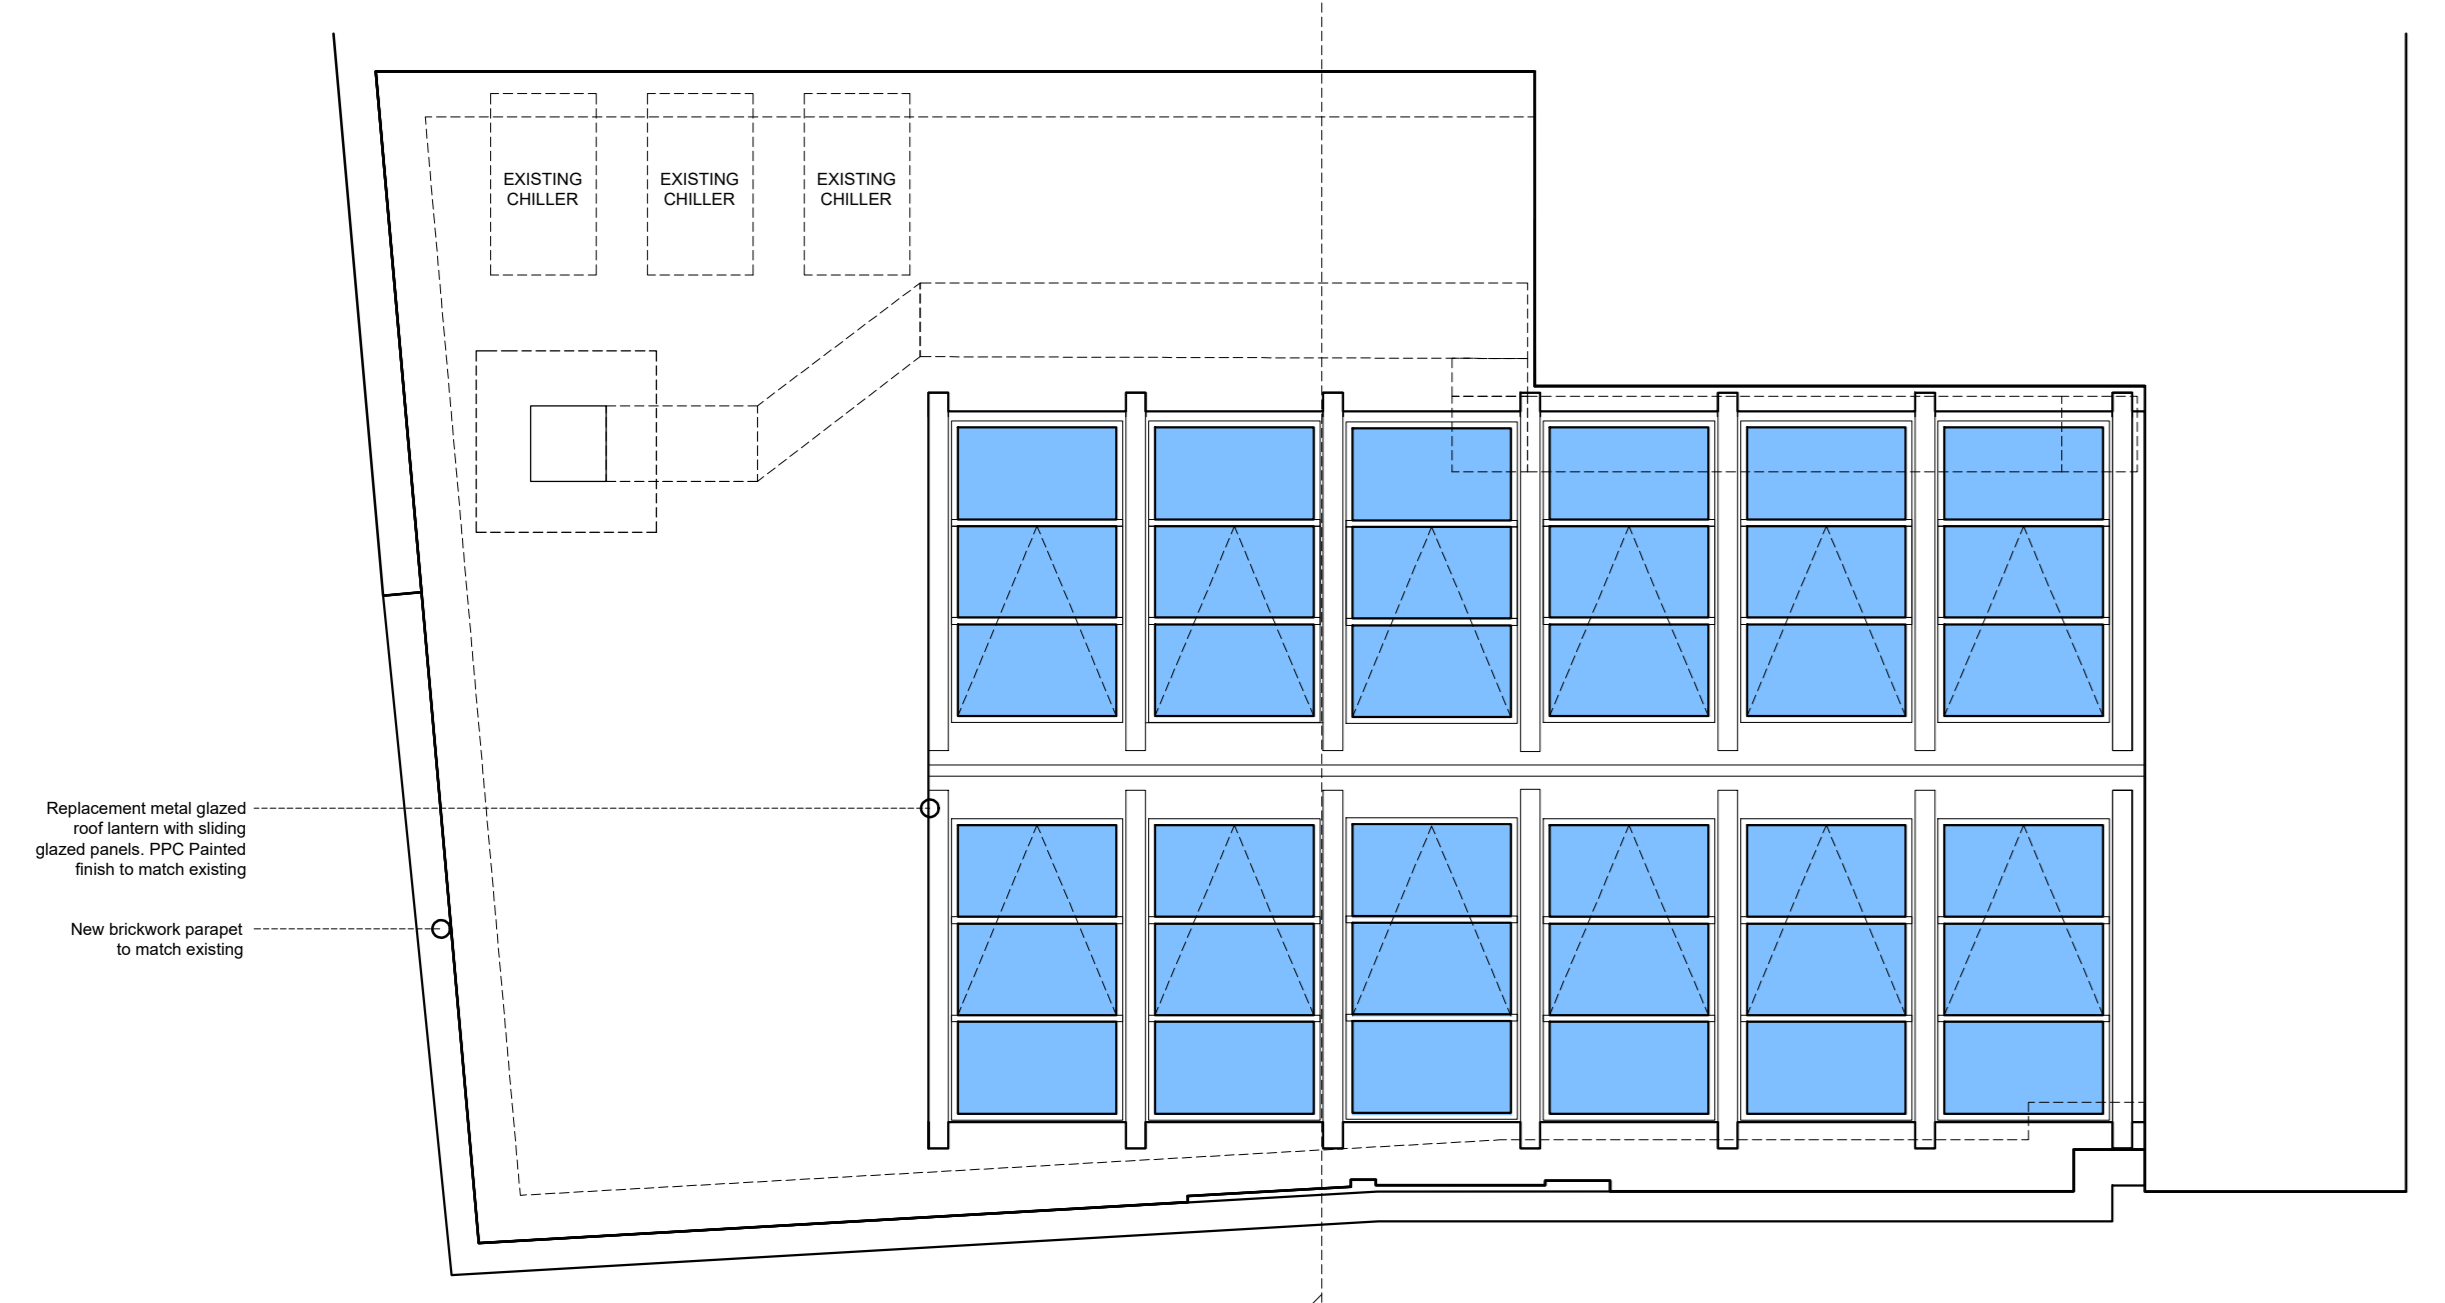 EXISTING
CHILLER
EXISTING
CHILLER
EXISTING
CHILLER
Replacement metal glazed
roof lantern with sliding
glazed panels. PPC Painted
finish to match existing
New brickwork parapet
to match existing